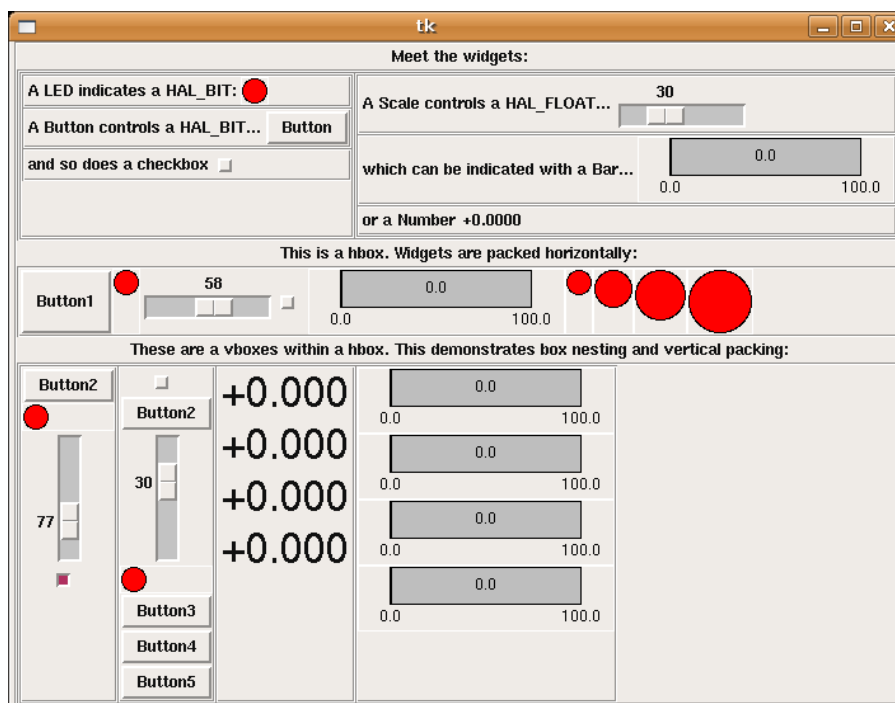 tk
Meet the widgets:
A LED indicates a HAL_BIT:
A Button controls a HAL_BIT... Button
and so does a checkbox
30
A Scale controls a HAL_FLOAT...
0.0
which can be indicated with a Bar...
0.0 100.0
or a Number +0.0000
This is a hbox. Widgets are packed horizontally:
Button1
58
0.0
0.0 100.0
These are a vboxes within a hbox. This demonstrates box nesting and vertical packing:
Button2
77
Button2
30
Button3
Button4
Button5
+0.000
+0.000
+0.000
+0.000
0.0
0.0 100.0
0.0
0.0 100.0
0.0
0.0 100.0
0.0
0.0 100.0